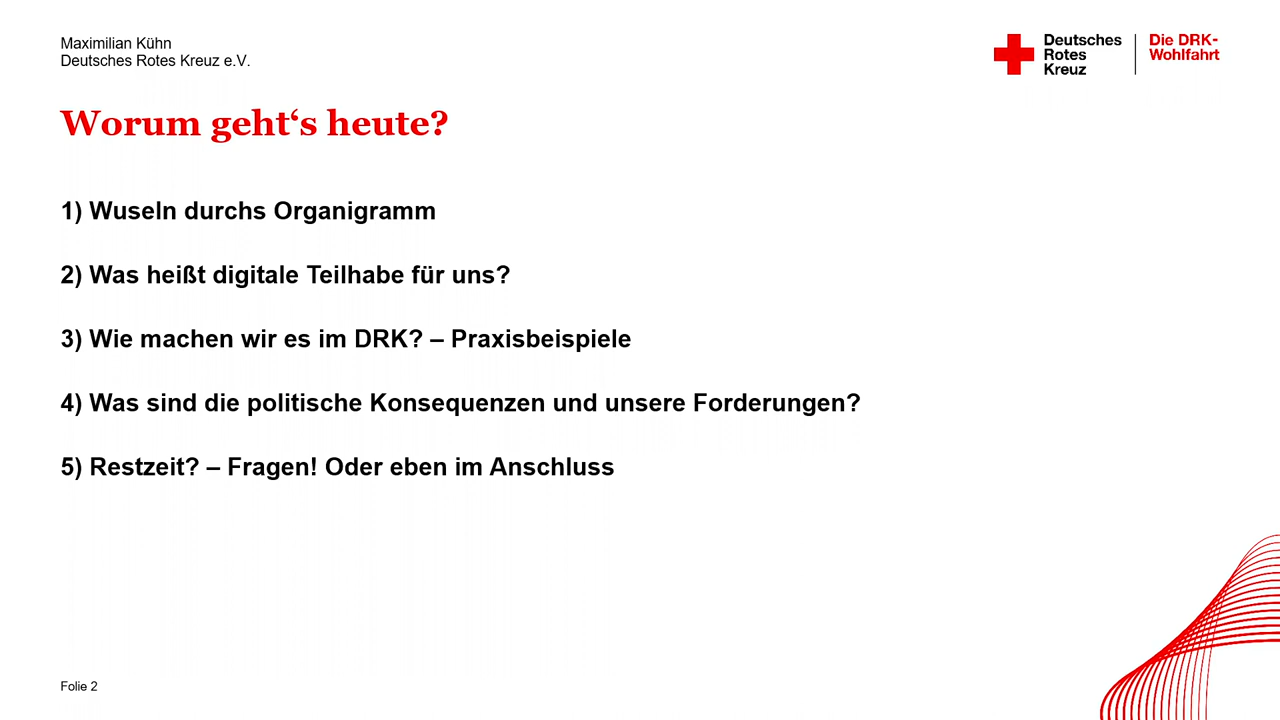 Maximilian Kühn
Deutsches Rotes Kreuz e.V.
Deutsches
Rotes
Kreuz
Die DRK-
Wohlfahrt
Worum geht‘s heute?
1) Wuseln durchs Organigramm
2) Was heißt digitale Teilhabe für uns?
3) Wie machen wir es im DRK? – Praxisbeispiele
4) Was sind die politische Konsequenzen und unsere Forderungen?
5) Restzeit? – Fragen! Oder eben im Anschluss
Folie 2